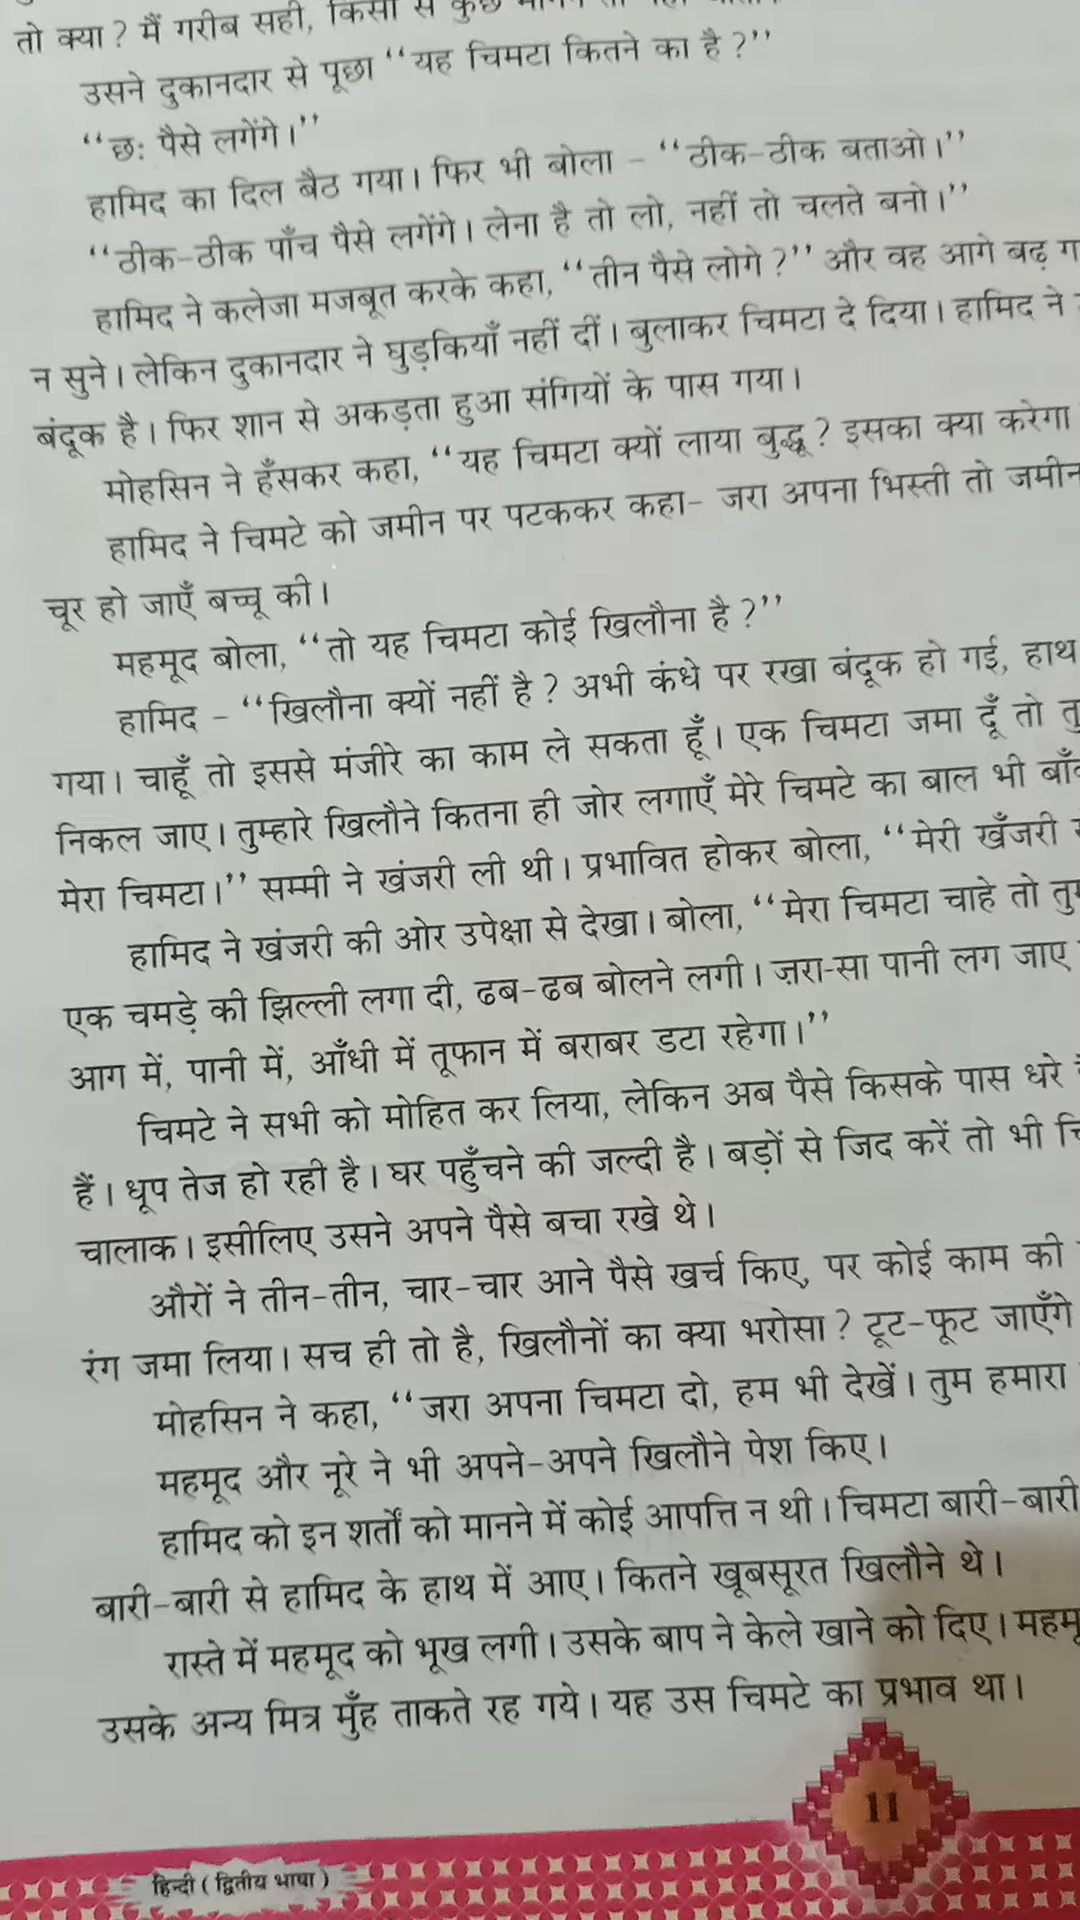 तो क्या? मैं गरीब सही, किसी से कुछ
उसने दुकानदार से पूछा ‘‘यह चिमटा कितने का है?’’
‘‘छः पैसे लगेंगे।’’
हामिद का दिल बैठ गया। फिर भी बोला - ‘‘ठीक-ठीक बताओ।’’
‘‘ठीक-ठीक पाँच पैसे लगेंगे। लेना है तो लो, नहीं तो चलते बनो।’’
हामिद ने कलेजा मजबूत करके कहा, ‘‘तीन पैसे लोगे?’’ और वह आगे बढ़ ग
न सुने। लेकिन दुकानदार ने घुड़कियाँ नहीं दीं। बुलाकर चिमटा दे दिया। हामिद ने
बंदूक है। फिर शान से अकड़ता हुआ संगियों के पास गया।
मोहसिन ने हँसकर कहा, ‘‘यह चिमटा क्यों लाया बुद्धू? इसका क्या करेगा
हामिद ने चिमटे को जमीन पर पटककर कहा- जरा अपना भिस्ती तो जमीन
चूर हो जाएँ बच्चू की।
महमूद बोला, ‘‘तो यह चिमटा कोई खिलौना है?’’
हामिद - ‘‘खिलौना क्यों नहीं है? अभी कंधे पर रखा बंदूक हो गई, हाथ
गया। चाहूँ तो इससे मंजीरे का काम ले सकता हूँ। एक चिमटा जमा दूँ तो तु
निकल जाए। तुम्हारे खिलौने कितना ही जोर लगाएँ मेरे चिमटे का बाल भी बाँ
मेरा चिमटा।’’ सम्मी ने खंजरी ली थी। प्रभावित होकर बोला, ‘‘मेरी खँजरी
हामिद ने खंजरी की ओर उपेक्षा से देखा। बोला, ‘‘मेरा चिमटा चाहे तो तु
एक चमड़े की झिल्ली लगा दी, ढब-ढब बोलने लगी। ज़रा-सा पानी लग जाए
आग में, पानी में, आँधी में तूफान में बराबर डटा रहेगा।’’
चिमटे ने सभी को मोहित कर लिया, लेकिन अब पैसे किसके पास धरे
हैं। धूप तेज हो रही है। घर पहुँचने की जल्दी है। बड़ों से जिद करें तो भी चि
चालाक। इसीलिए उसने अपने पैसे बचा रखे थे।
औरों ने तीन-तीन, चार-चार आने पैसे खर्च किए, पर कोई काम की
रंग जमा लिया। सच ही तो है, खिलौनों का क्या भरोसा? टूट-फूट जाएँगे
मोहसिन ने कहा, ‘‘जरा अपना चिमटा दो, हम भी देखें। तुम हमारा
महमूद और नूरे ने भी अपने-अपने खिलौने पेश किए।
हामिद को इन शर्तों को मानने में कोई आपत्ति न थी। चिमटा बारी-बारी
बारी-बारी से हामिद के हाथ में आए। कितने खूबसूरत खिलौने थे।
रास्ते में महमूद को भूख लगी। उसके बाप ने केले खाने को दिए। महमू
उसके अन्य मित्र मुँह ताकते रह गये। यह उस चिमटे का प्रभाव था।
11
हिन्दी (द्वितीय भाषा)